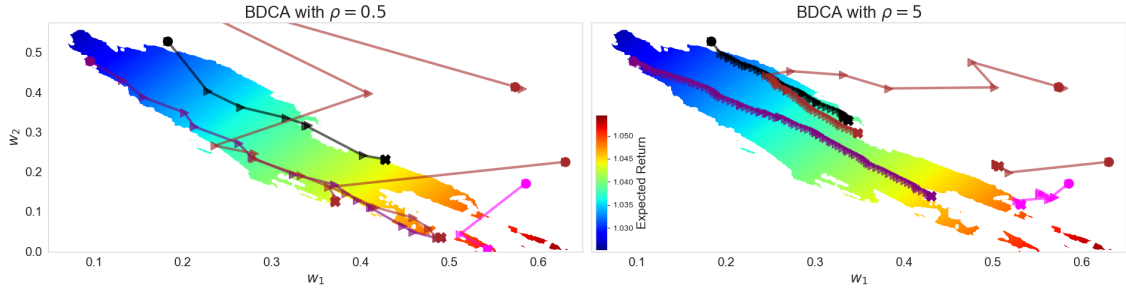 BDCA with ρ = 0.5
w₂
0.5
0.4
0.3
0.2
0.1
0.0
0.1 0.2 0.3 0.4 0.5 0.6
w₁
BDCA with ρ = 5
1.050
1.045
1.040
1.035
1.030
Expected Return
0.1 0.2 0.3 0.4 0.5 0.6
w₁